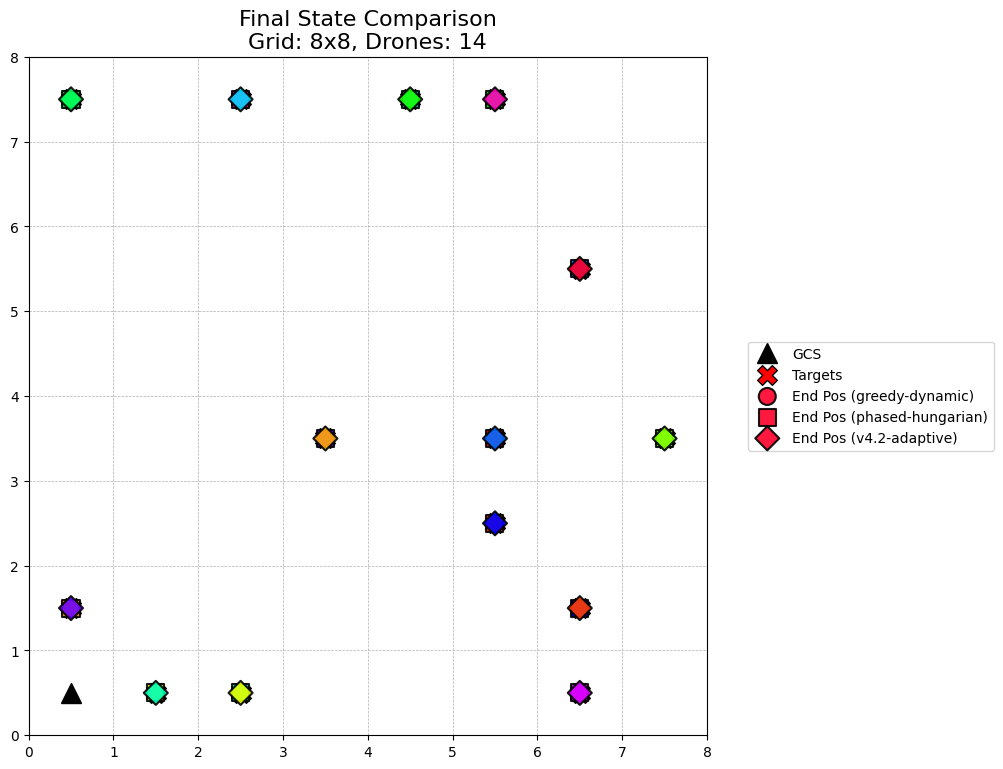 Final State Comparison
Grid: 8x8, Drones: 14
8
7
6
5
4
3
2
1
0
0 1 2 3 4 5 6 7 8
GCS
Targets
End Pos (greedy-dynamic)
End Pos (phased-hungarian)
End Pos (v4.2-adaptive)